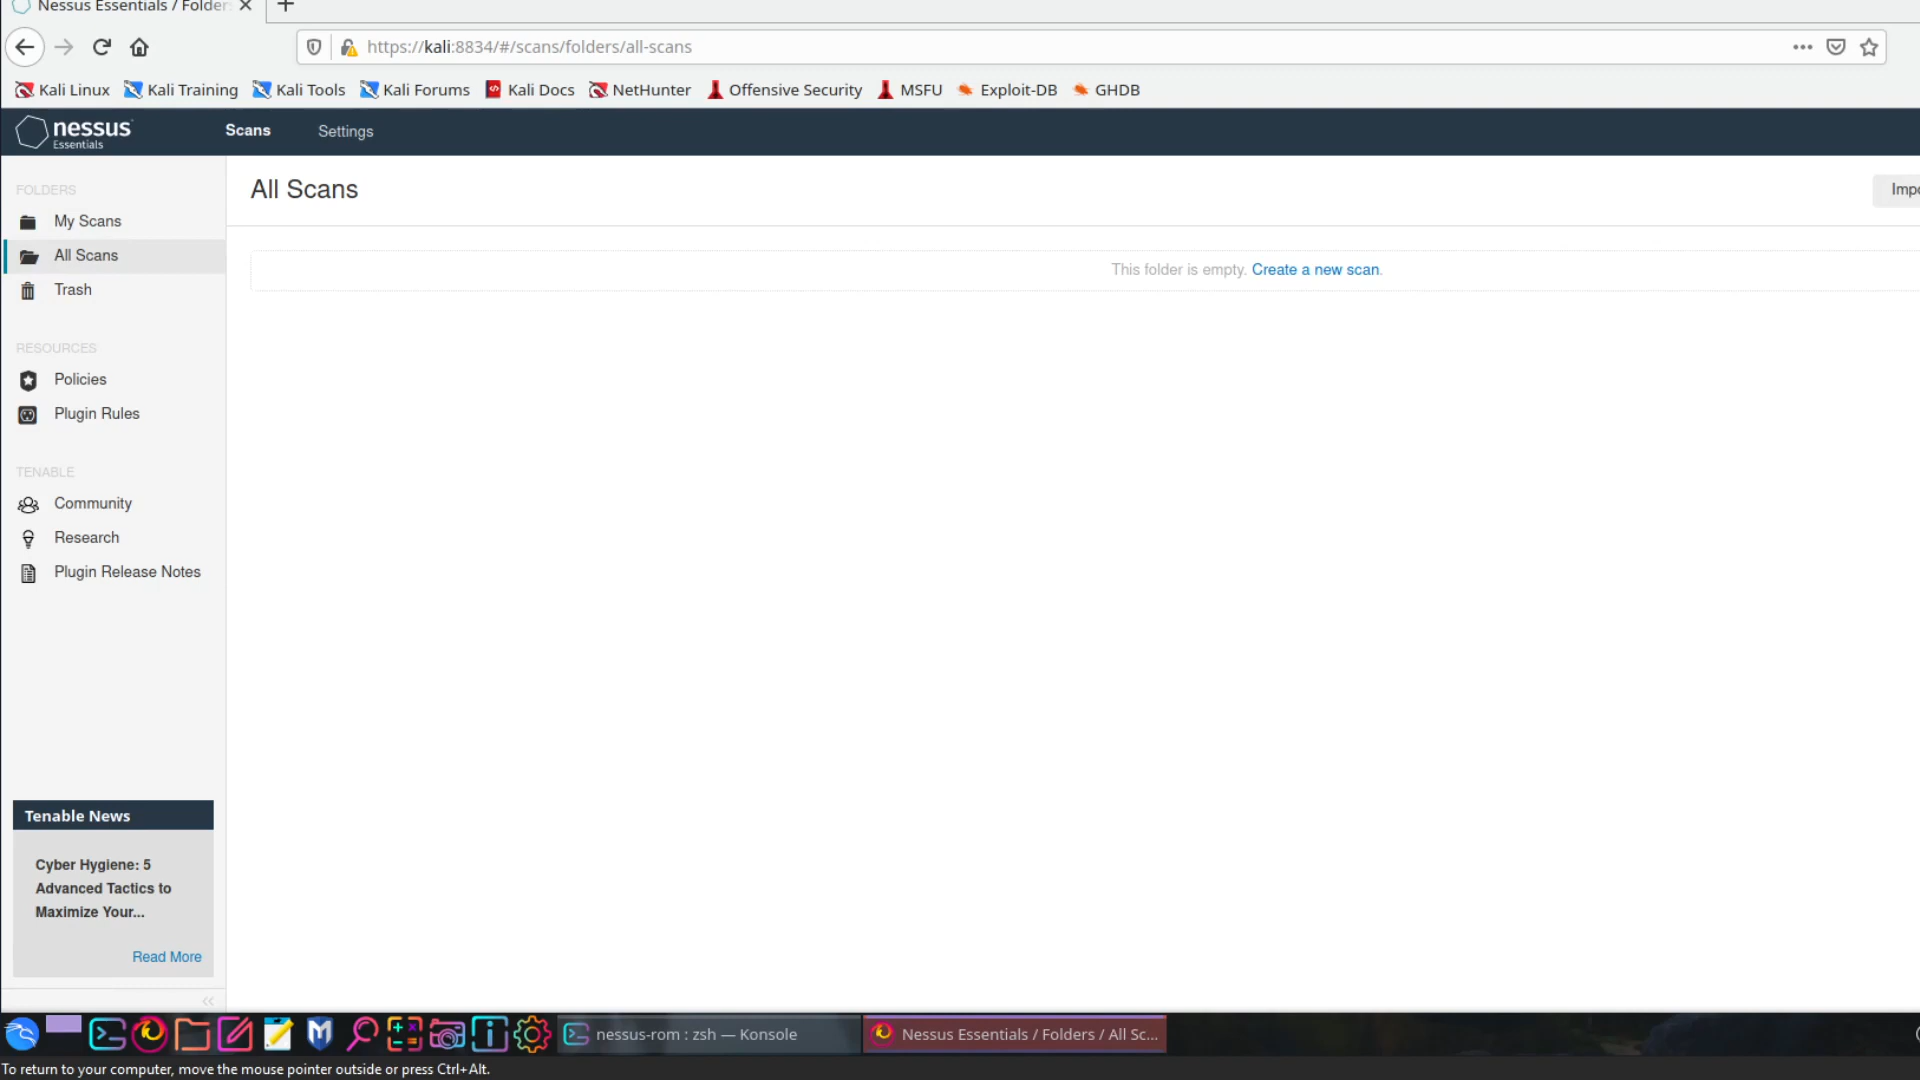 Nessus Essentials / Folder
https://kali:8834/#/scans/folders/all-scans
Kali Linux Kali Training Kali Tools Kali Forums Kali Docs NetHunter Offensive Security MSFU Exploit-DB GHDB
nessus
Essentials
Scans Settings
FOLDERS
My Scans
All Scans
Trash
RESOURCES
Policies
Plugin Rules
TENABLE
Community
Research
Plugin Release Notes
All Scans
Impo
This folder is empty. Create a new scan.
Tenable News
Cyber Hygiene: 5
Advanced Tactics to
Maximize Your...
Read More
nessus-rom : zsh — Konsole
Nessus Essentials / Folders / All Sc...
To return to your computer, move the mouse pointer outside or press Ctrl+Alt.